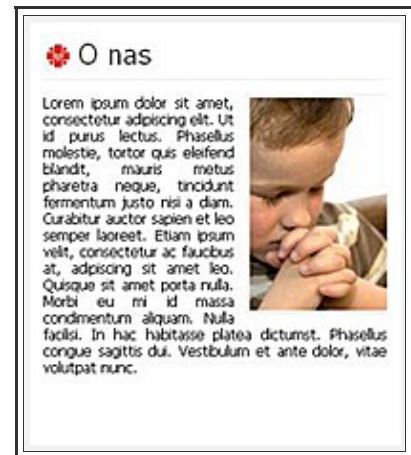 O nas
Lorem ipsum dolor sit amet,
consectetur adipiscing elit. Ut
id purus lectus. Phasellus
molestie, tortor quis eleifend
blandit, mauris metus
pharetra neque, tincidunt
fermentum justo nisi a diam.
Curabitur auctor sapien et leo
semper laoreet. Etiam ipsum
velit, consectetur ac faucibus
at, adipiscing sit amet leo.
Quisque sit amet porta nulla.
Morbi eu mi id massa
condimentum aliquam. Nulla
facilisi. In hac habitasse platea dictumst. Phasellus
congue sagittis dui. Vestibulum et ante dolor, vitae
volutpat nunc.